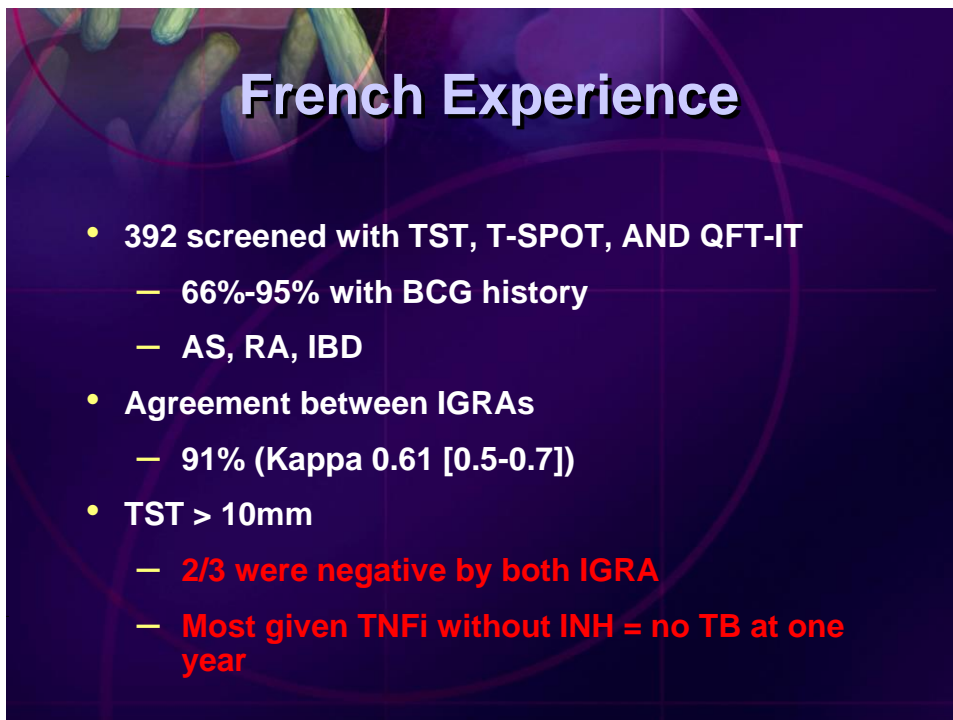 French Experience
• 392 screened with TST, T-SPOT, AND QFT-IT
– 66%-95% with BCG history
– AS, RA, IBD
• Agreement between IGRAs
– 91% (Kappa 0.61 [0.5-0.7])
• TST > 10mm
– 2/3 were negative by both IGRA
– Most given TNFi without INH = no TB at one
year